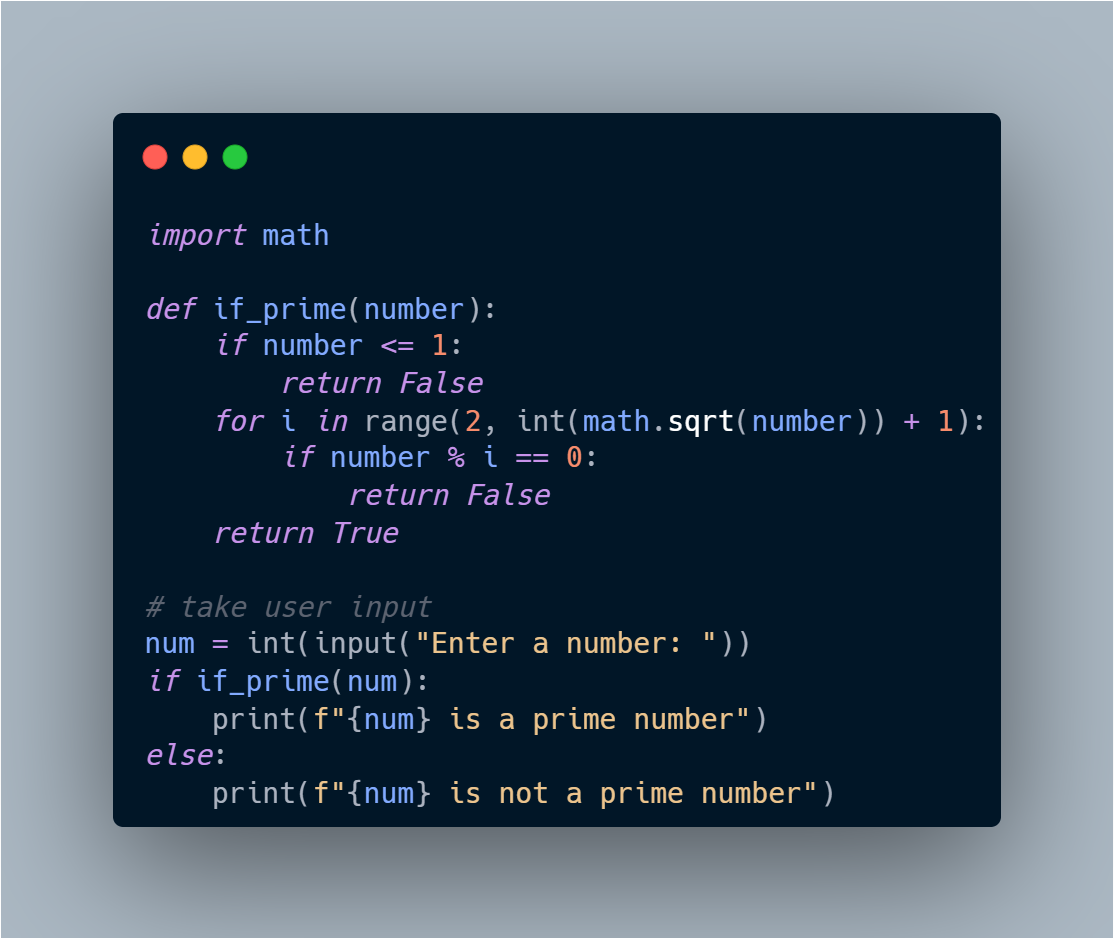 import math

def if_prime(number):
    if number <= 1:
        return False
    for i in range(2, int(math.sqrt(number)) + 1):
        if number % i == 0:
            return False
    return True

# take user input
num = int(input("Enter a number: "))
if if_prime(num):
    print(f"{num} is a prime number")
else:
    print(f"{num} is not a prime number")